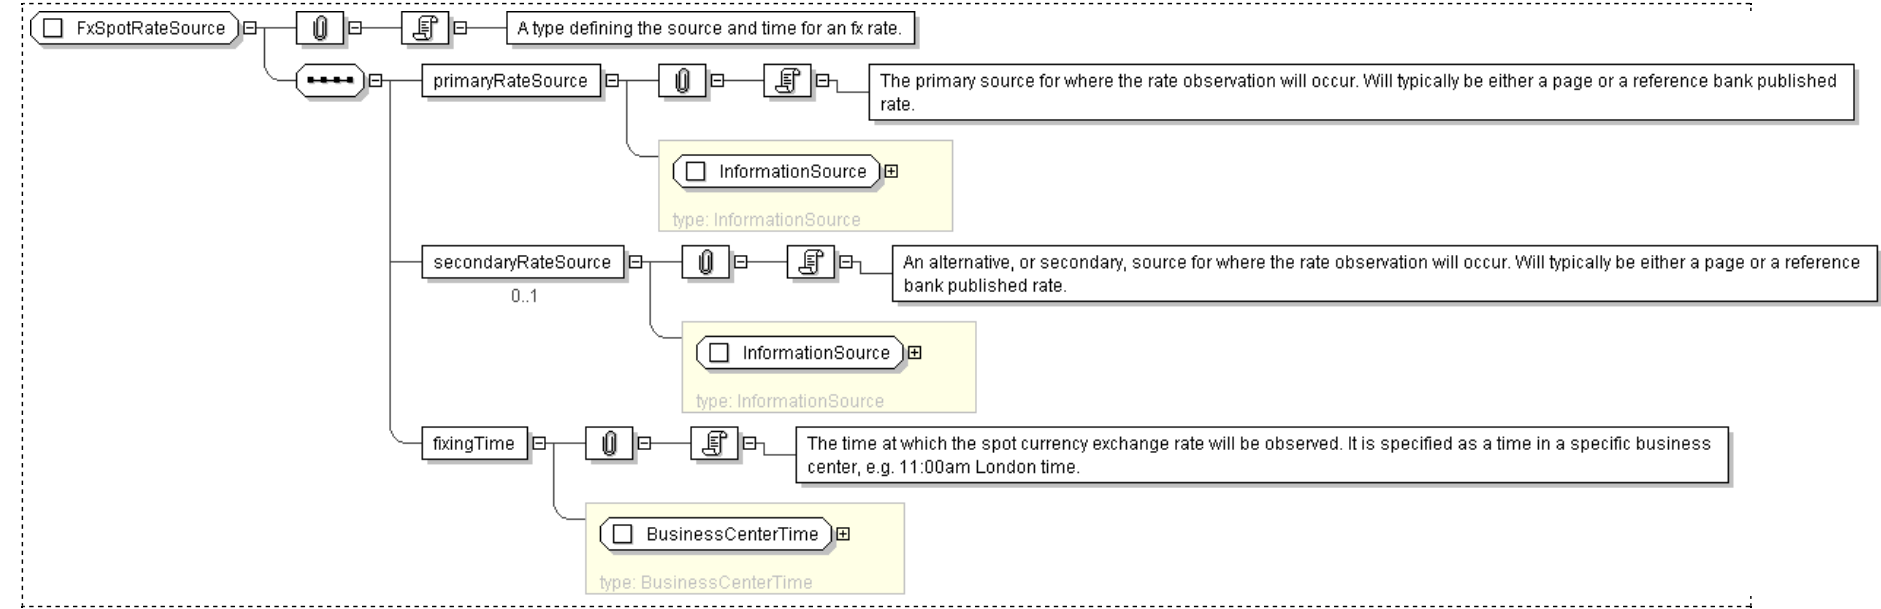 FxSpotRateSource
A type defining the source and time for an fx rate.
primaryRateSource
The primary source for where the rate observation will occur. Will typically be either a page or a reference bank published
rate.
InformationSource
type: InformationSource
secondaryRateSource
An alternative, or secondary, source for where the rate observation will occur. Will typically be either a page or a reference
bank published rate.
0..1
InformationSource
type: InformationSource
fixingTime
The time at which the spot currency exchange rate will be observed. It is specified as a time in a specific business
center, e.g. 11:00am London time.
BusinessCenterTime
type: BusinessCenterTime